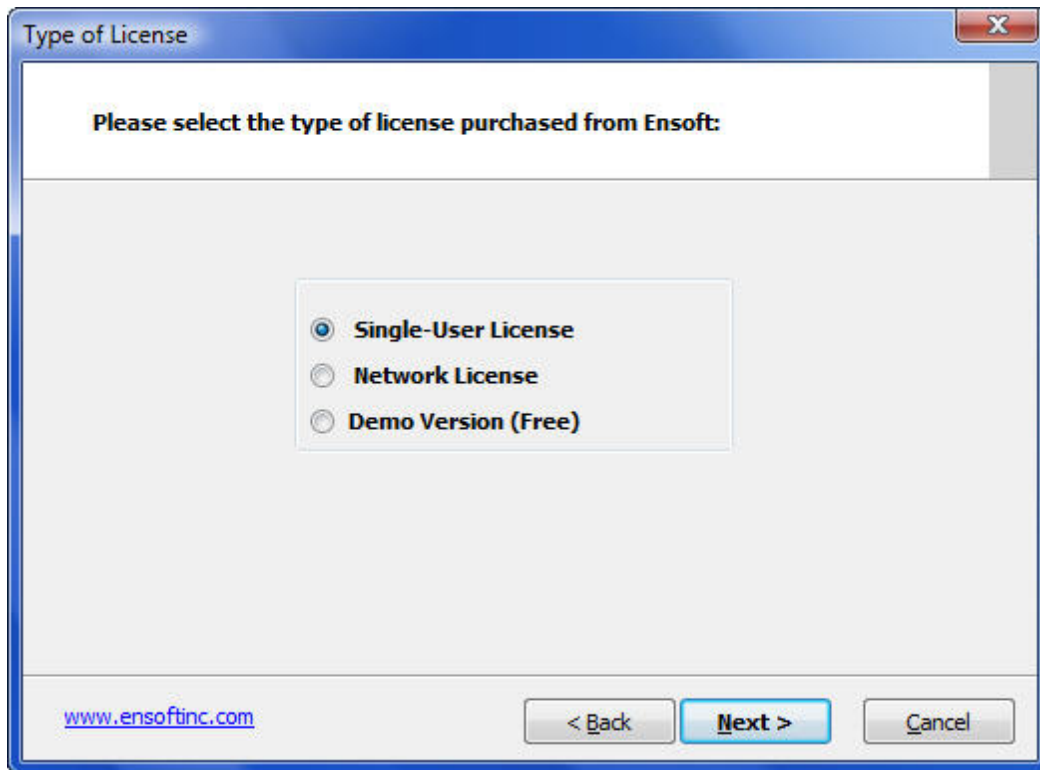 Type of License
Please select the type of license purchased from Ensoft:
Single-User License
Network License
Demo Version (Free)
www.ensoftinc.com
< Back
Next >
Cancel